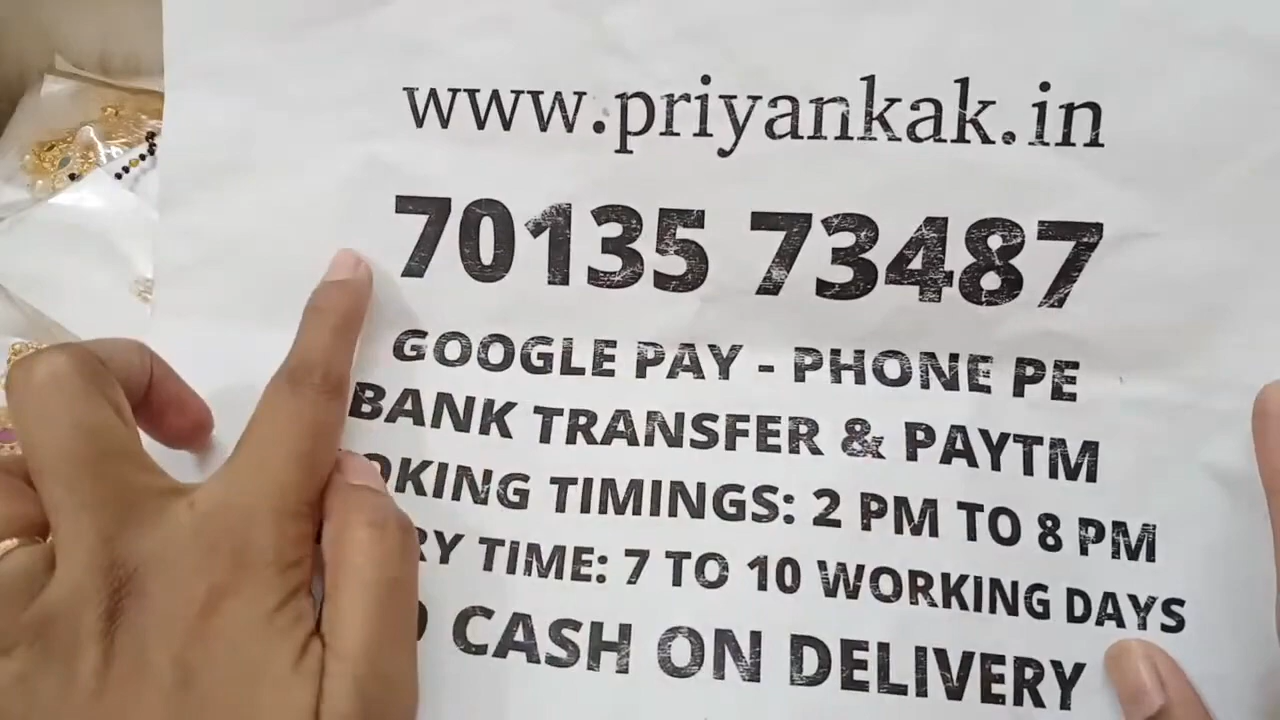 www.priyankak.in
70135 73487
GOOGLE PAY - PHONE PE
BANK TRANSFER & PAYTM
OKING TIMINGS: 2 PM TO 8 PM
RY TIME: 7 TO 10 WORKING DAYS
CASH ON DELIVERY